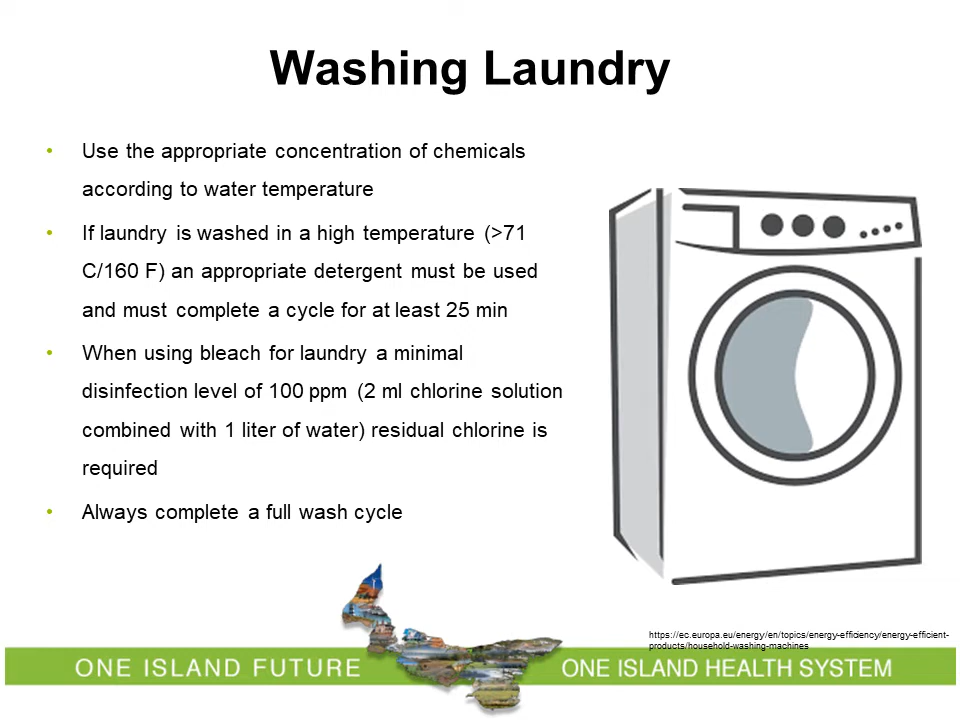 Washing Laundry
• Use the appropriate concentration of chemicals
according to water temperature
• If laundry is washed in a high temperature (>71
C/160 F) an appropriate detergent must be used
and must complete a cycle for at least 25 min
• When using bleach for laundry a minimal
disinfection level of 100 ppm (2 ml chlorine solution
combined with 1 liter of water) residual chlorine is
required
• Always complete a full wash cycle
https://ec.europa.eu/energy/en/topics/energy-efficiency/energy-efficient-
products/household-washing-machines
ONE ISLAND FUTURE
ONE ISLAND HEALTH SYSTEM